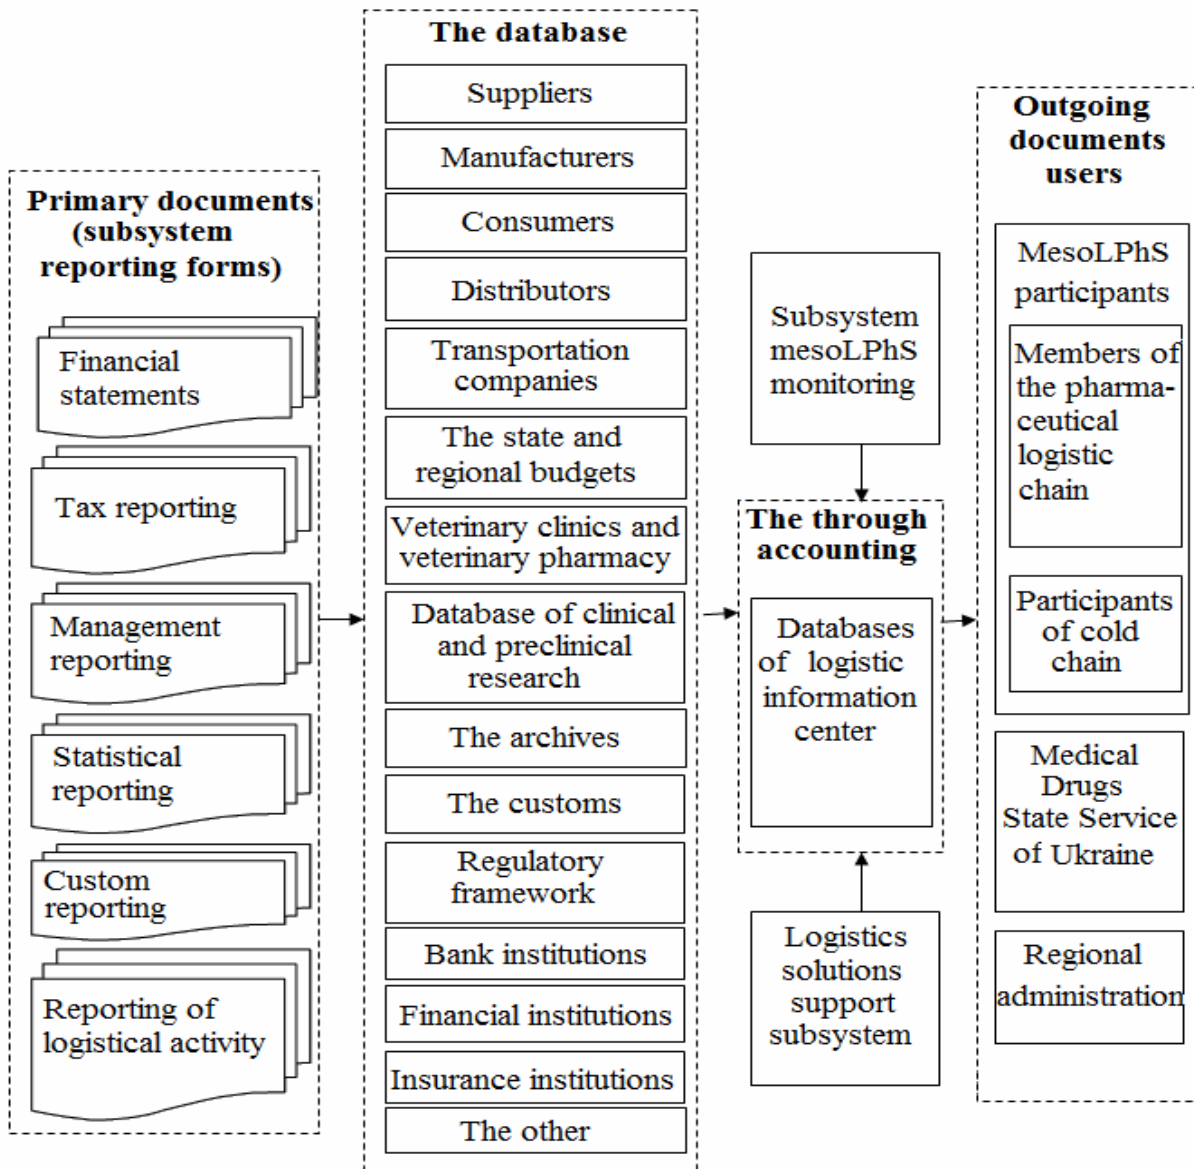 Primary documents
(subsystem
reporting forms)
Financial
statements
Tax reporting
Management
reporting
Statistical
reporting
Custom
reporting
Reporting of
logistical activity
The database
Suppliers
Manufacturers
Consumers
Distributors
Transportation
companies
The state and
regional budgets
Veterinary clinics and
veterinary pharmacy
Database of clinical
and preclinical
research
The archives
The customs
Regulatory
framework
Bank institutions
Financial institutions
Insurance institutions
The other
Subsystem
mesoLPhS
monitoring
The through
accounting
Databases
of logistic
information
center
Logistics
solutions
support
subsystem
Outgoing
documents
users
MesoLPhS
participants
Members of
the pharma-
ceutical
logistic
chain
Participants
of cold
chain
Medical
Drugs
State Service
of Ukraine
Regional
administration